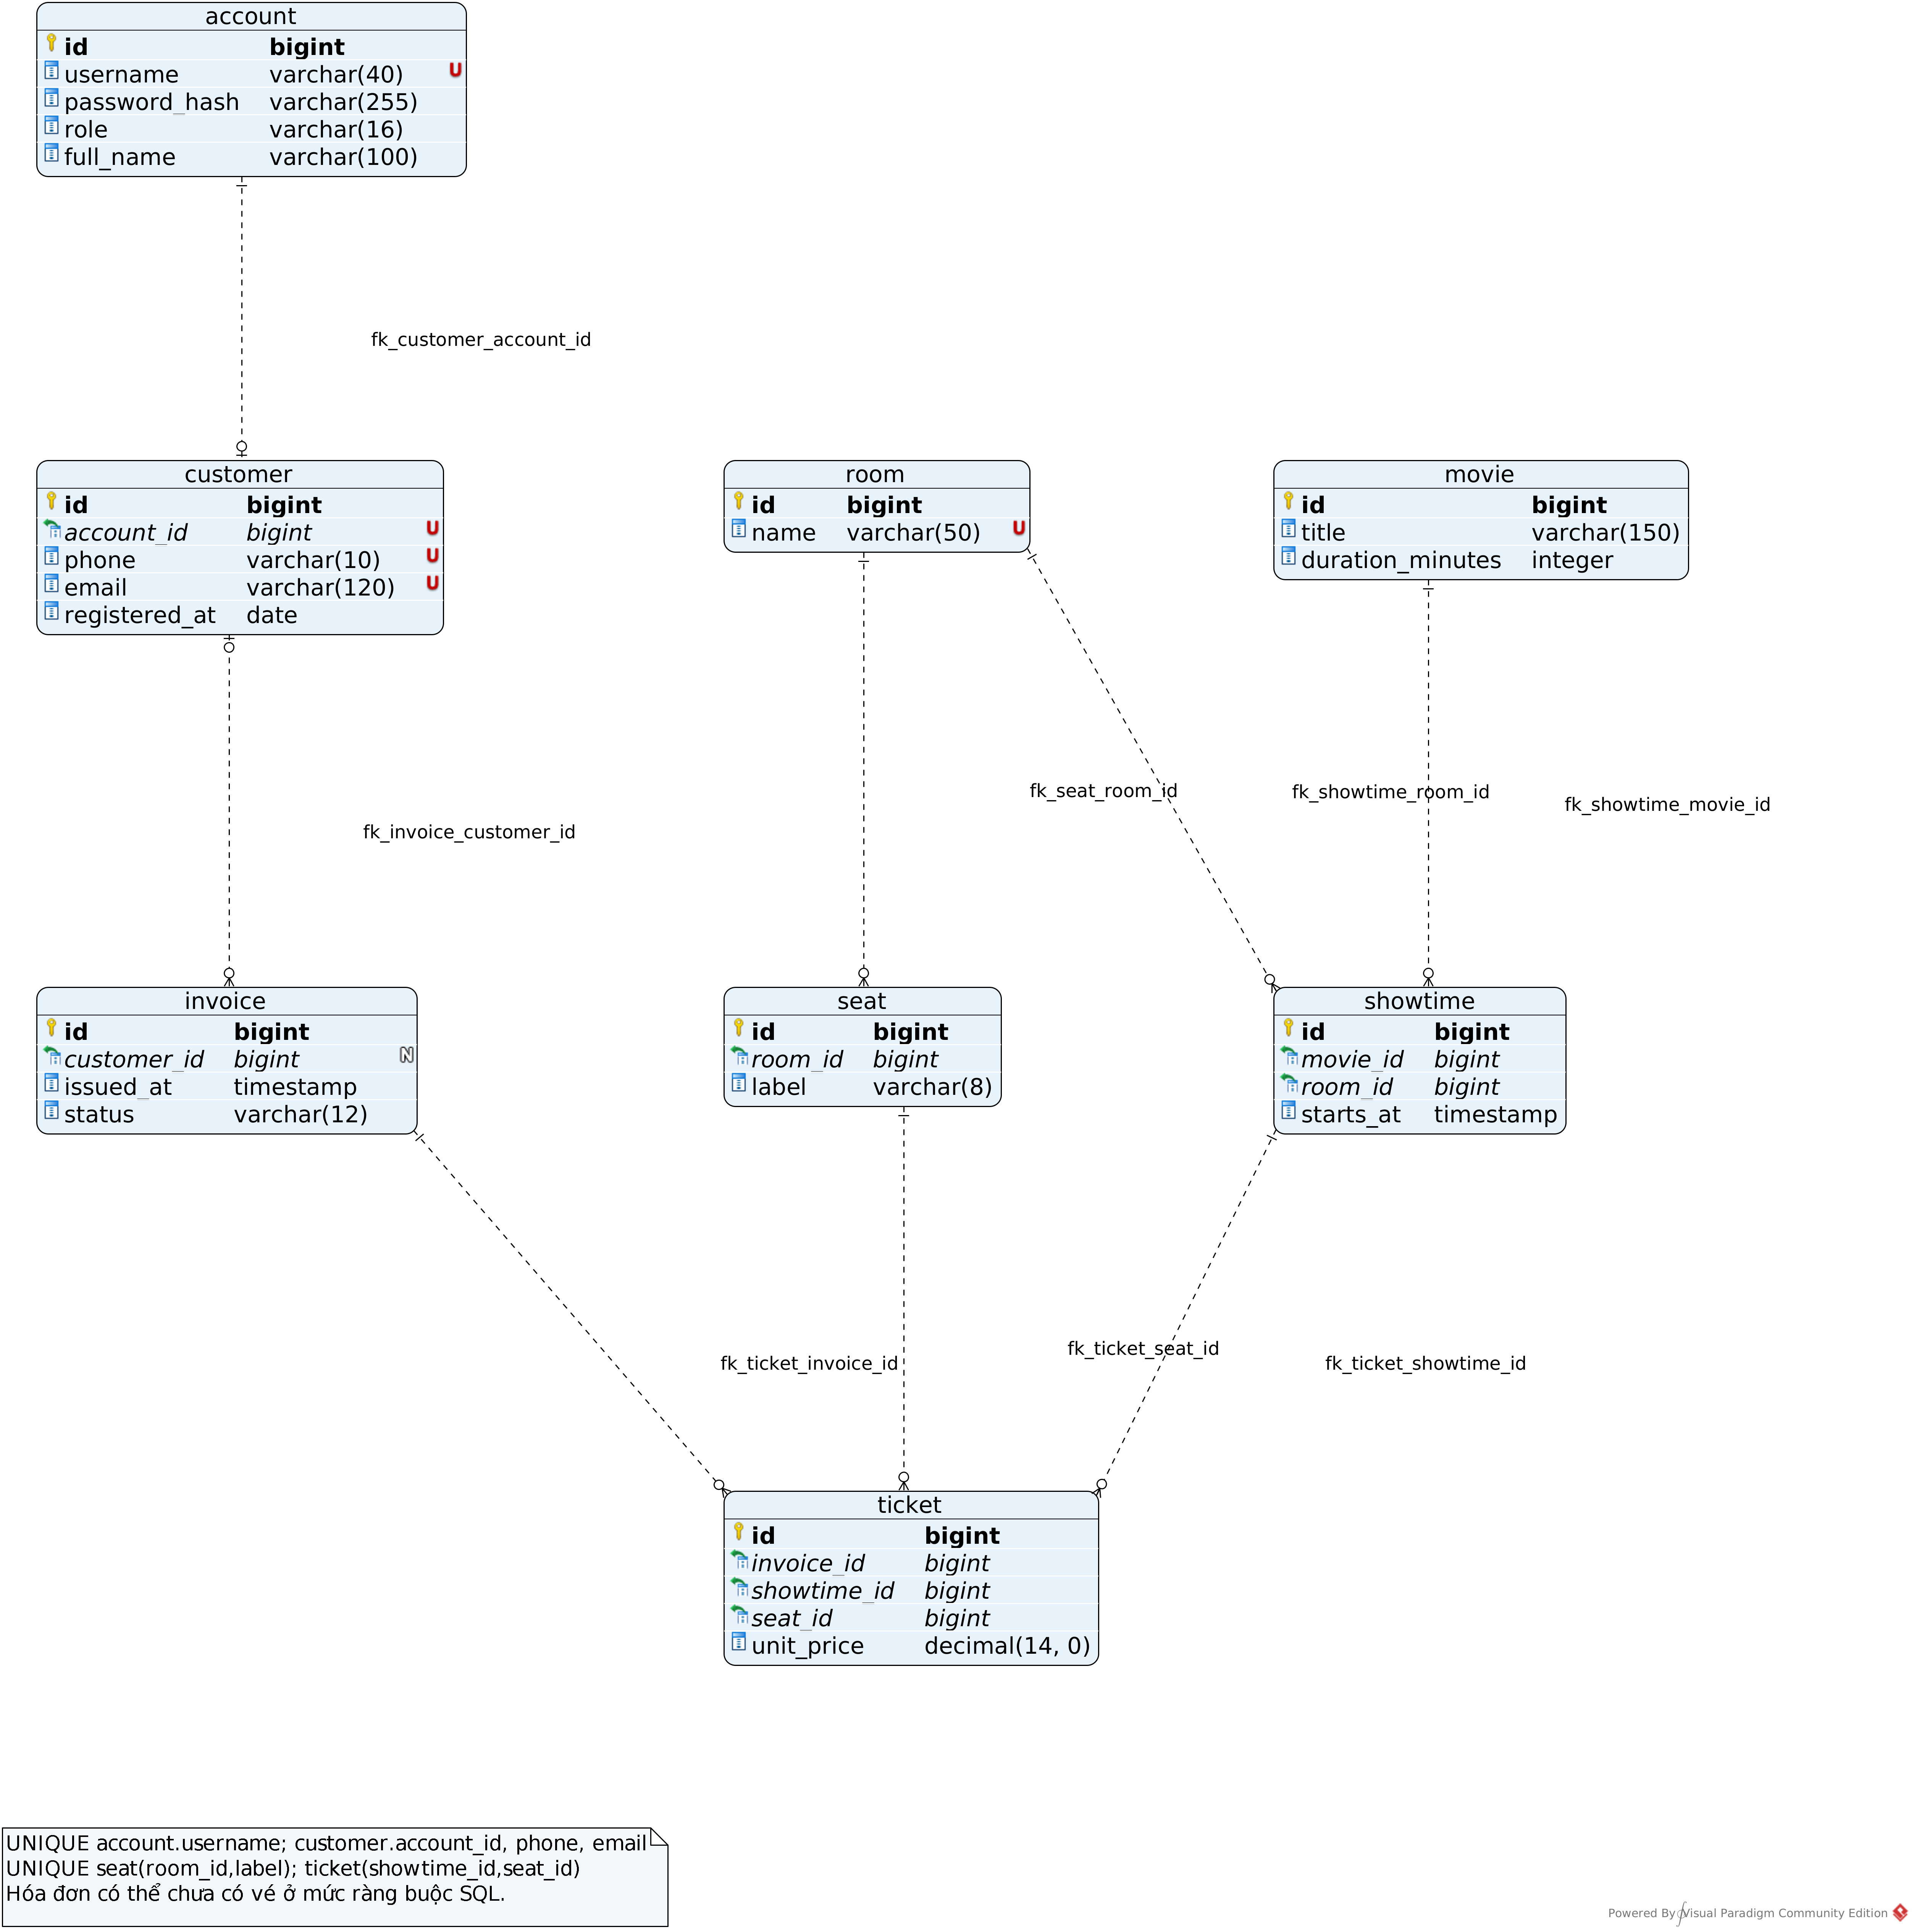 account
id bigint
username varchar(40) U
password_hash varchar(255)
role varchar(16)
full_name varchar(100)
fk_customer_account_id
customer
id bigint
account_id bigint U
phone varchar(10) U
email varchar(120) U
registered_at date
room
id bigint
name varchar(50) U
movie
id bigint
title varchar(150)
duration_minutes integer
fk_invoice_customer_id
fk_seat_room_id
fk_showtime_room_id
fk_showtime_movie_id
invoice
id bigint
customer_id bigint N
issued_at timestamp
status varchar(12)
seat
id bigint
room_id bigint
label varchar(8)
showtime
id bigint
movie_id bigint
room_id bigint
starts_at timestamp
fk_ticket_invoice_id
fk_ticket_seat_id
fk_ticket_showtime_id
ticket
id bigint
invoice_id bigint
showtime_id bigint
seat_id bigint
unit_price decimal(14, 0)
UNIQUE account.username; customer.account_id, phone, email
UNIQUE seat(room_id,label); ticket(showtime_id,seat_id)
Hóa đơn có thể chưa có vé ở mức ràng buộc SQL.
Powered By Visual Paradigm Community Edition